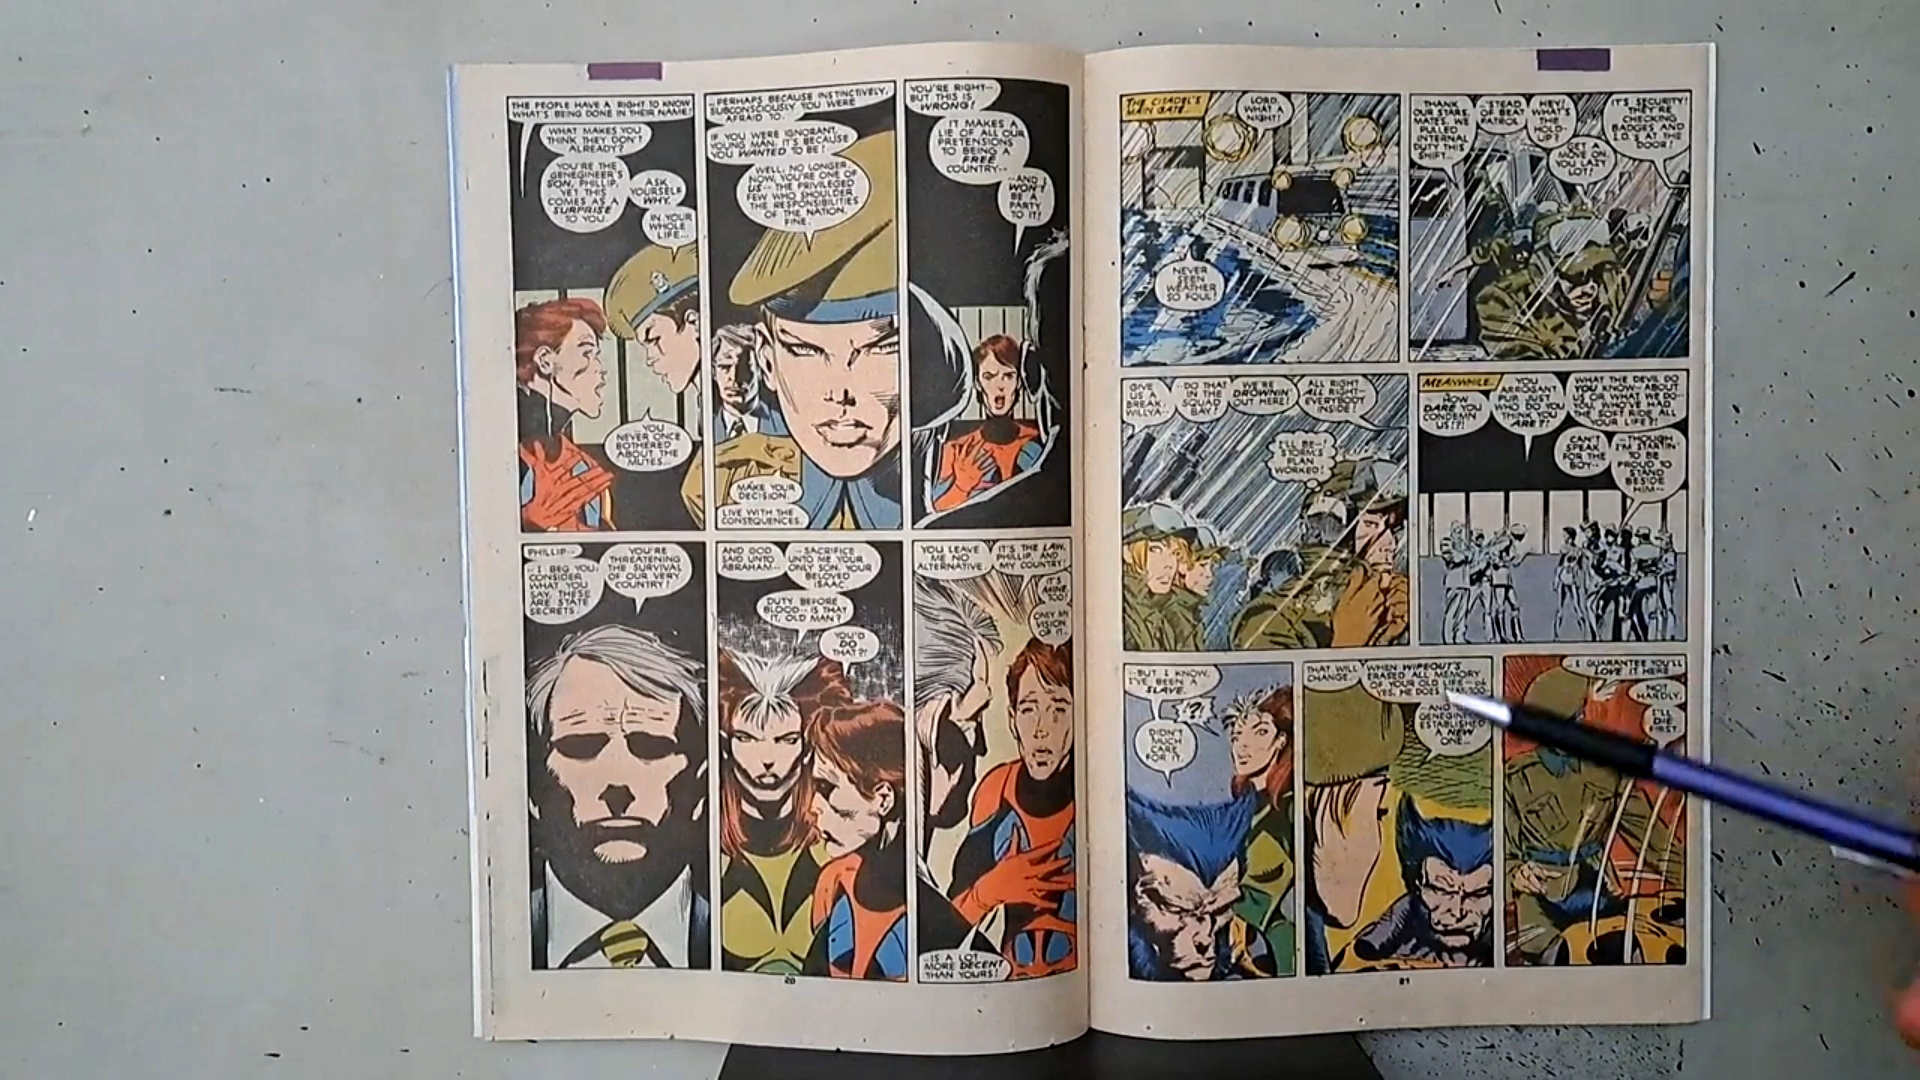 THE PEOPLE HAVE A RIGHT TO KNOW
WHAT'S BEING DONE IN THEIR NAME!
WHAT MAKES YOU
THINK THEY DON'T
ALREADY?
YOU'RE THE
GENEGINEER'S
SON, PHILLIP,
YET THIS
COMES AS A
SURPRISE
TO YOU.
ASK
YOURSELF
WHY.
IN YOUR
WHOLE
LIFE...
...YOU
NEVER ONCE
BOTHERED
ABOUT THE
MUTES...
...PERHAPS BECAUSE INSTINCTIVELY,
SUBCONSCIOUSLY YOU WERE
AFRAID TO.
IF YOU WERE IGNORANT,
YOUNG MAN, IT'S BECAUSE
YOU WANTED TO BE!
WELL, NO LONGER.
NOW, YOU'RE ONE OF
US-- THE PRIVILEGED
FEW WHO SHOULDER
THE RESPONSIBILITIES
OF THE NATION.
FINE.
MAKE YOUR
DECISION.
LIVE WITH THE
CONSEQUENCES.
YOU'RE RIGHT--
BUT THIS IS
WRONG!
IT MAKES A
LIE OF ALL OUR
PRETENSIONS
TO BEING A
FREE
COUNTRY--
--AND I
WON'T
BE A
PARTY
TO IT!
PHILLIP--
--I BEG YOU,
CONSIDER
WHAT YOU
SAY. THESE
ARE STATE
SECRETS.
YOU'RE
THREATENING
THE SURVIVAL
OF OUR VERY
COUNTRY!
AND GOD
SAID UNTO
ABRAHAM--
--SACRIFICE
UNTO ME YOUR
ONLY SON, YOUR
BELOVED
ISAAC.
DUTY BEFORE
BLOOD-- IS THAT
IT, OLD MAN?
YOU'D
DO
THAT?!
YOU LEAVE
ME NO
ALTERNATIVE.
IT'S THE LAW,
PHILLIP, AND
MY COUNTRY!
IT'S
MINE,
TOO!
ONLY MY
VISION
OF IT..
..IS A LOT
MORE DECENT
THAN YOURS!
20
THE CITADEL'S
MAIN GATE...
LORD,
WHAT A
NIGHT!
NEVER
SEEN
WEATHER
SO FOUL!
THANK
OUR STARS,
MATES, WE
PULLED
INTERNAL
DUTY THIS
SHIFT--
--'STEAD
OF BEAT
PATROL.
HEY!
WHAT'S
THE
HOLD-
UP?
GET A
MOVE ON,
YOU LAST!
IT'S SECURITY!
THEY'RE
CHECKING
BADGES AND
I.D.'S AT THE
DOOR!
GIVE
US A
BREAK,
WILLYA--
--DO THAT
IN THE
SQUAD
BAY?
WE'RE
DROWNIN'
OUT HERE!
ALL RIGHT,
ALL RIGHT--
EVERYBODY
INSIDE!
I'LL BE--!
STORM'S
PLAN
WORKED!
MEANWHILE..
HOW
DARE YOU
CONDEMN
US!?!
YOU
ARROGANT
PUP, JUST
WHO DO YOU
THINK YOU
ARE?!
WHAT THE DEVIL DO
YOU KNOW-- ABOUT
US OR WHAT WE DO--
YOU, WHO'VE HAD
THE SOFT RIDE ALL
YOUR LIFE?!
CAN'T
SPEAK
FOR THE
BOY--
--THOUGH
I'M STARTIN'
TO BE
PROUD TO
STAND
BESIDE
HIM--
--BUT I KNOW.
I'VE BEEN A
SLAVE.
!?!
DIDN'T
MUCH
CARE
FOR IT.
THAT WILL
CHANGE.
WHEN WIPEOUT'S
ERASED ALL MEMORY
OF YOUR OLD LIFE--
YES, HE DOES
--AND
ESTABLISHED
A NEW
ONE...
..I GUARANTEE YOU'LL
LOVE IT HERE
NOT
HARDLY.
I'LL
DIE
FIRST.
21